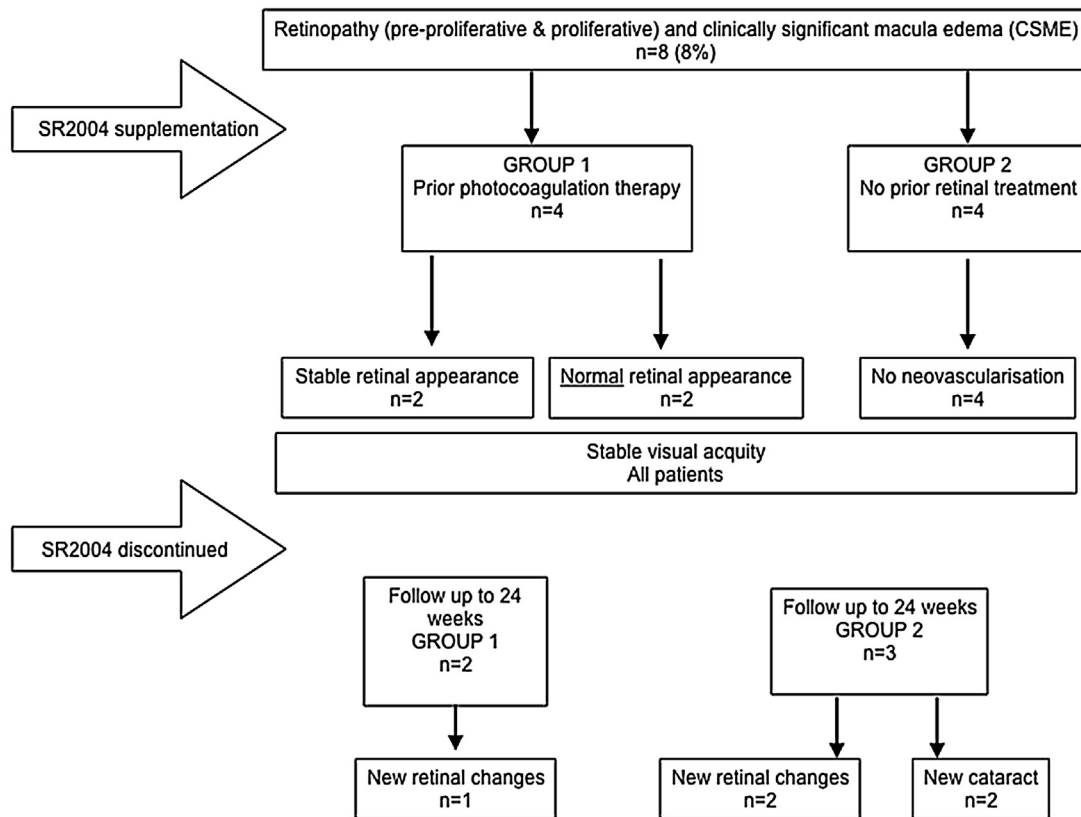 Retinopathy (pre-proliferative & proliferative) and clinically significant macula edema (CSME)
n=8 (8%)
SR2004 supplementation
GROUP 1
Prior photocoagulation therapy
n=4
GROUP 2
No prior retinal treatment
n=4
Stable retinal appearance
n=2
Normal retinal appearance
n=2
No neovascularisation
n=4
Stable visual acquity
All patients
SR2004 discontinued
Follow up to 24
weeks
GROUP 1
n=2
Follow up to 24 weeks
GROUP 2
n=3
New retinal changes
n=1
New retinal changes
n=2
New cataract
n=2